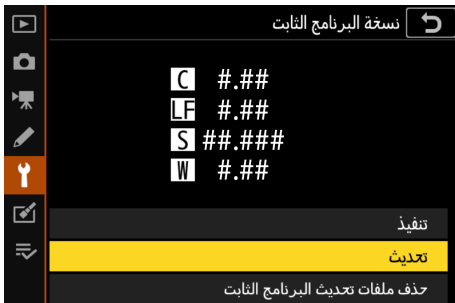 نسخة البرنامج الثابت
C #.##
LF #.##
S ##.###
W #.##
تنفيذ
تحديث
حذف ملفات تحديث البرنامج الثابت